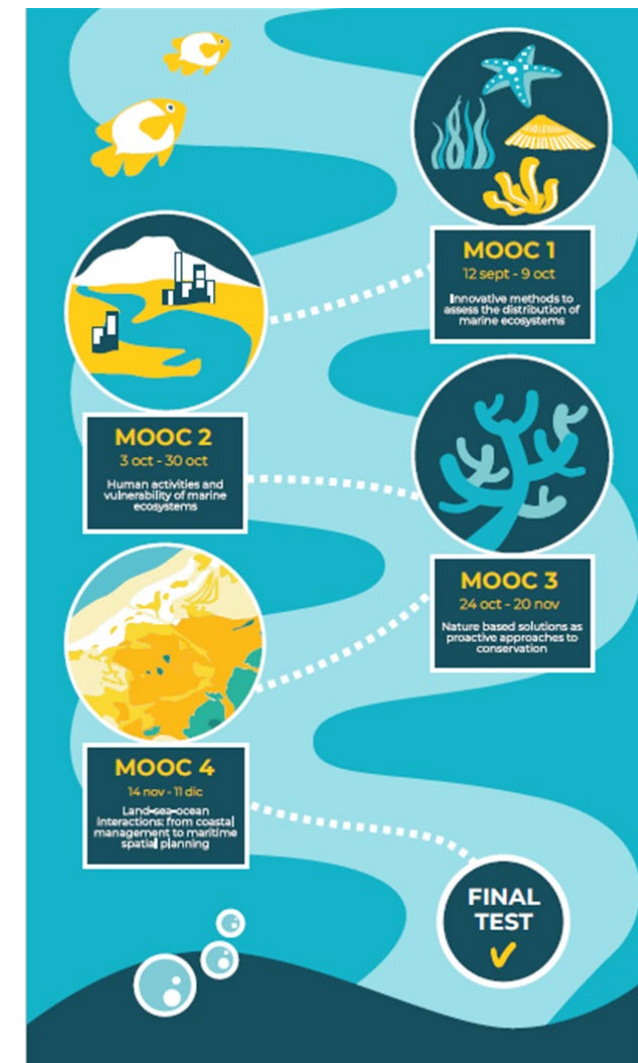 MOOC 1
12 sept - 9 oct
Innovative methods to
assess the distribution of
marine ecosystems
MOOC 2
3 oct - 30 oct
Human activities and
vulnerability of marine
ecosystems
MOOC 3
24 oct - 20 nov
Nature based solutions as
proactive approaches to
conservation
MOOC 4
14 nov - 11 dic
Land-sea-ocean
interactions: from coastal
management to maritime
spatial planning
FINAL
TEST